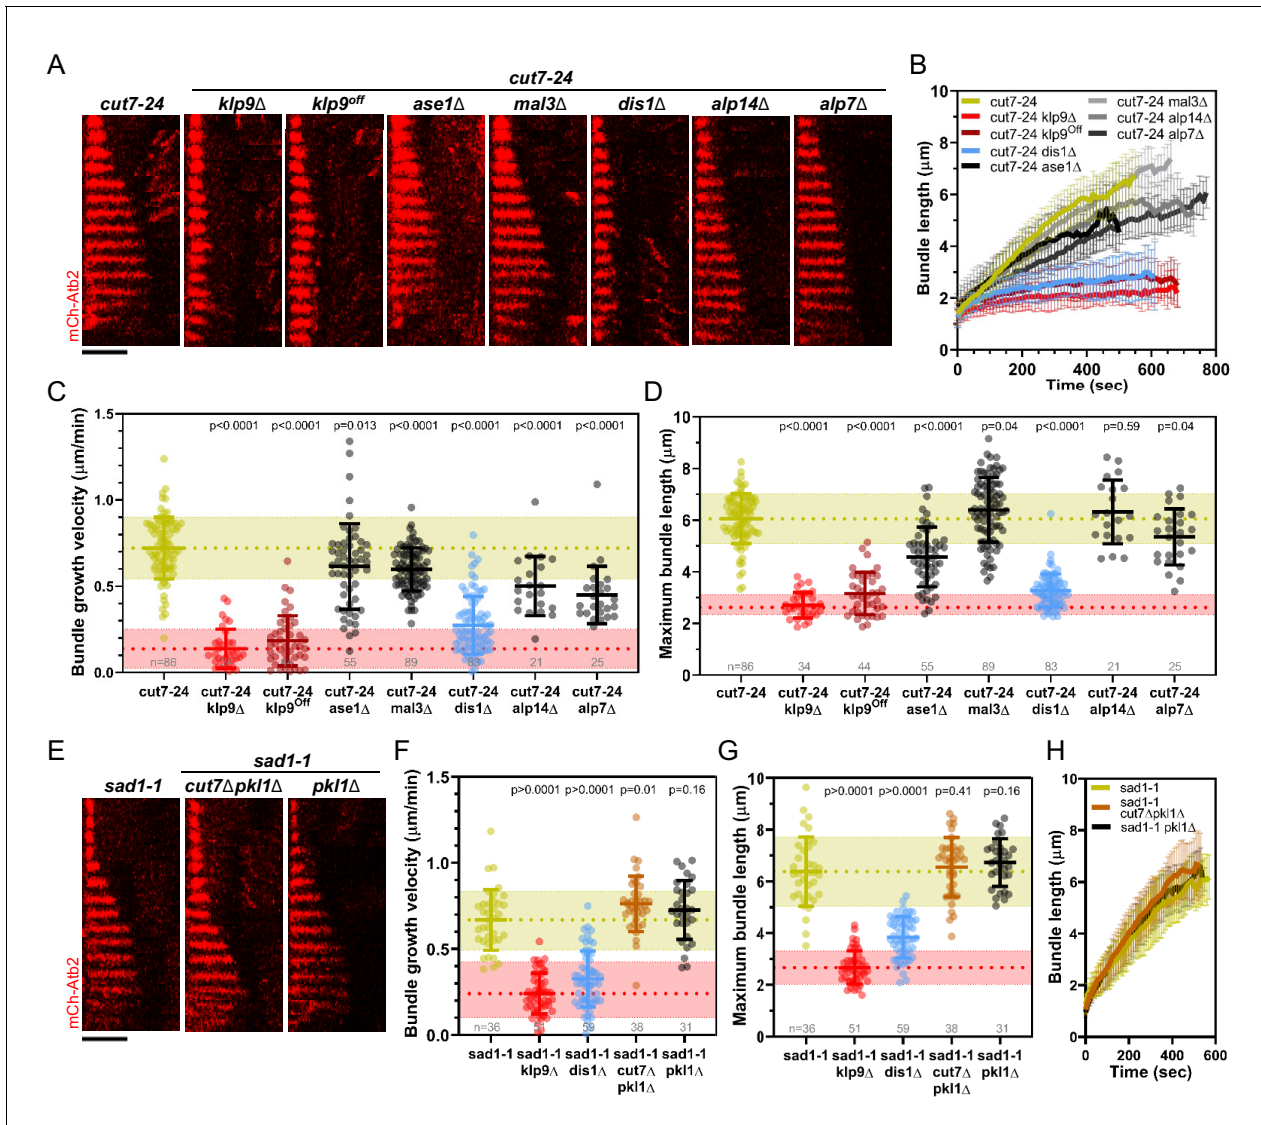 A
cut7-24
cut7-24
klp9Δ
klp9off
ase1Δ
mal3Δ
dis1Δ
alp14Δ
alp7Δ
mCh-Atb2
B
Bundle length (μm)
10
8
6
4
2
0
0
200
400
600
800
Time (sec)
cut7-24
cut7-24 klp9Δ
cut7-24 klp9Off
cut7-24 dis1Δ
cut7-24 ase1Δ
cut7-24 mal3Δ
cut7-24 alp14Δ
cut7-24 alp7Δ
C
Bundle growth velocity (μm/min)
1.5
1.0
0.5
0.0
p<0.0001
p<0.0001
p=0.013
p<0.0001
p<0.0001
p<0.0001
p<0.0001
n=86
55
89
83
21
25
cut7-24
cut7-24
klp9Δ
cut7-24
klp9Off
cut7-24
ase1Δ
cut7-24
mal3Δ
cut7-24
dis1Δ
cut7-24
alp14Δ
cut7-24
alp7Δ
D
Maximum bundle length (μm)
10
8
6
4
2
0
p<0.0001
p<0.0001
p<0.0001
p=0.04
p<0.0001
p=0.59
p=0.04
n=86
34
44
55
89
83
21
25
cut7-24
cut7-24
klp9Δ
cut7-24
klp9Off
cut7-24
ase1Δ
cut7-24
mal3Δ
cut7-24
dis1Δ
cut7-24
alp14Δ
cut7-24
alp7Δ
E
sad1-1
sad1-1
cut7Δpkl1Δ
pkl1Δ
mCh-Atb2
F
Bundle growth velocity (μm/min)
1.5
1.0
0.5
0.0
p>0.0001
p>0.0001
p=0.01
p=0.16
n=36
51
59
38
31
sad1-1
sad1-1
klp9Δ
sad1-1
dis1Δ
sad1-1
cut7Δ
pkl1Δ
sad1-1
pkl1Δ
G
Maximum bundle length (μm)
10
8
6
4
2
0
p>0.0001
p>0.0001
p=0.41
p=0.16
n=36
51
59
38
31
sad1-1
sad1-1
klp9Δ
sad1-1
dis1Δ
sad1-1
cut7Δ
pkl1Δ
sad1-1
pkl1Δ
H
Bundle length (μm)
10
8
6
4
2
0
0
200
400
600
Time (sec)
sad1-1
sad1-1
cut7Δpkl1Δ
sad1-1 pkl1Δ